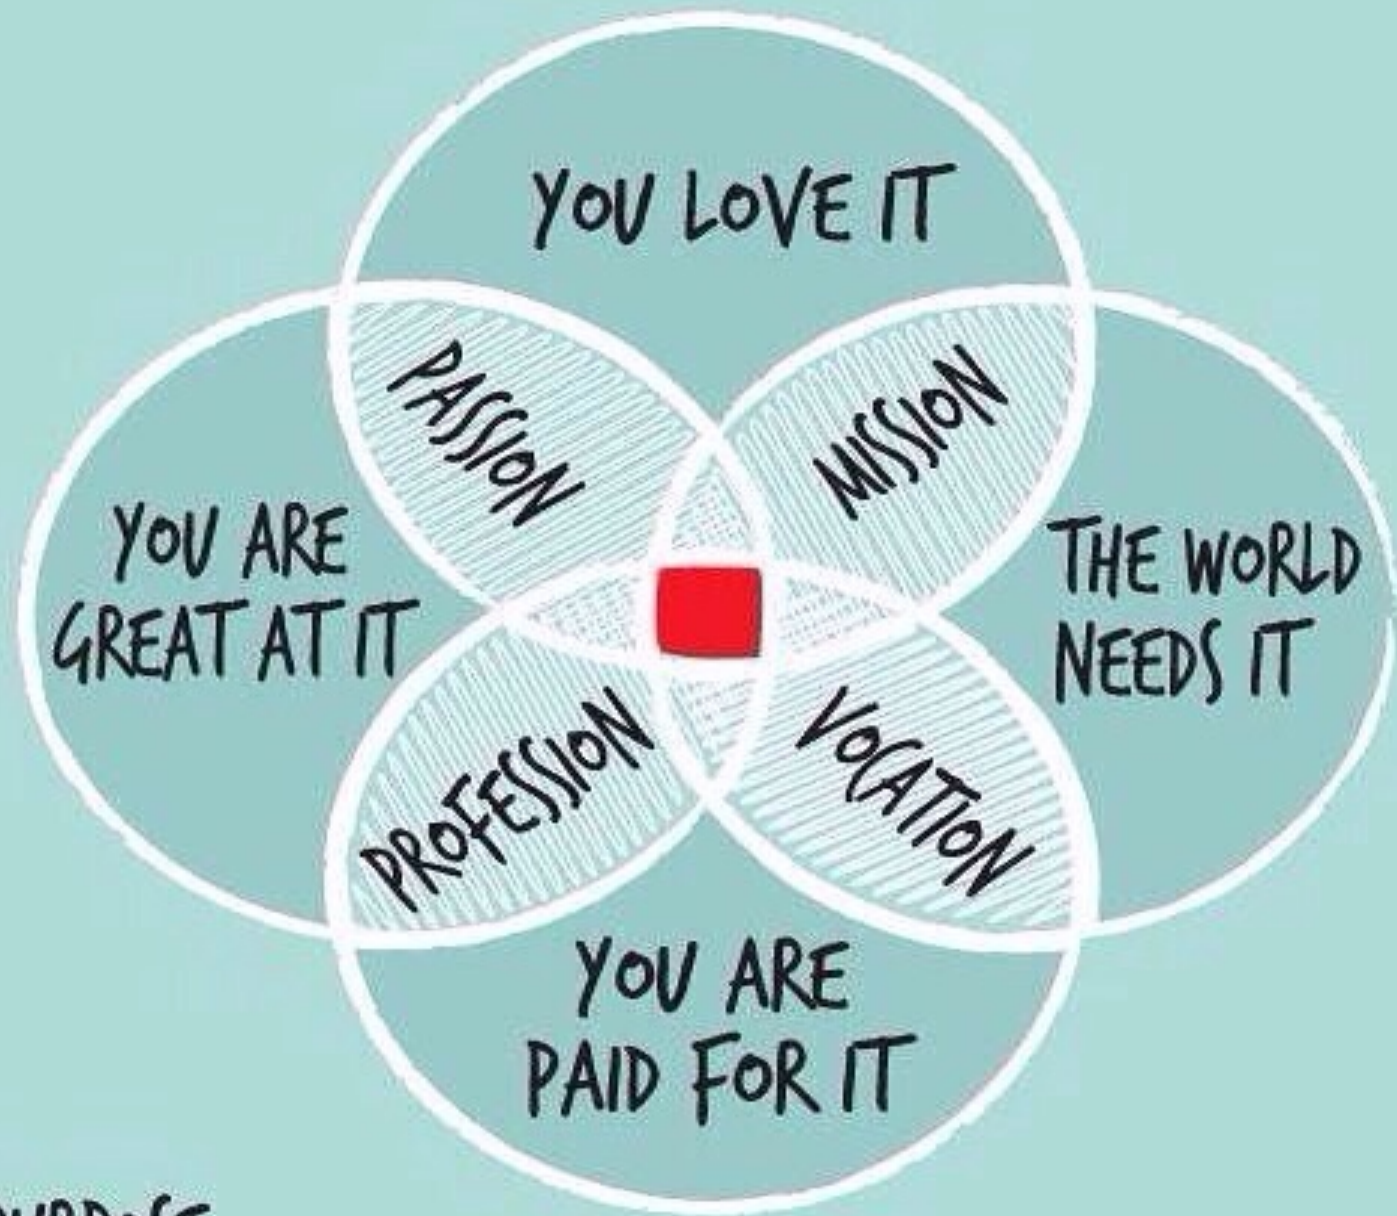 YOU LOVE IT
PASSION
MISSION
YOU ARE
GREAT AT IT
THE WORLD
NEEDS IT
PROFESSION
VOCATION
YOU ARE
PAID FOR IT
PURPOSE